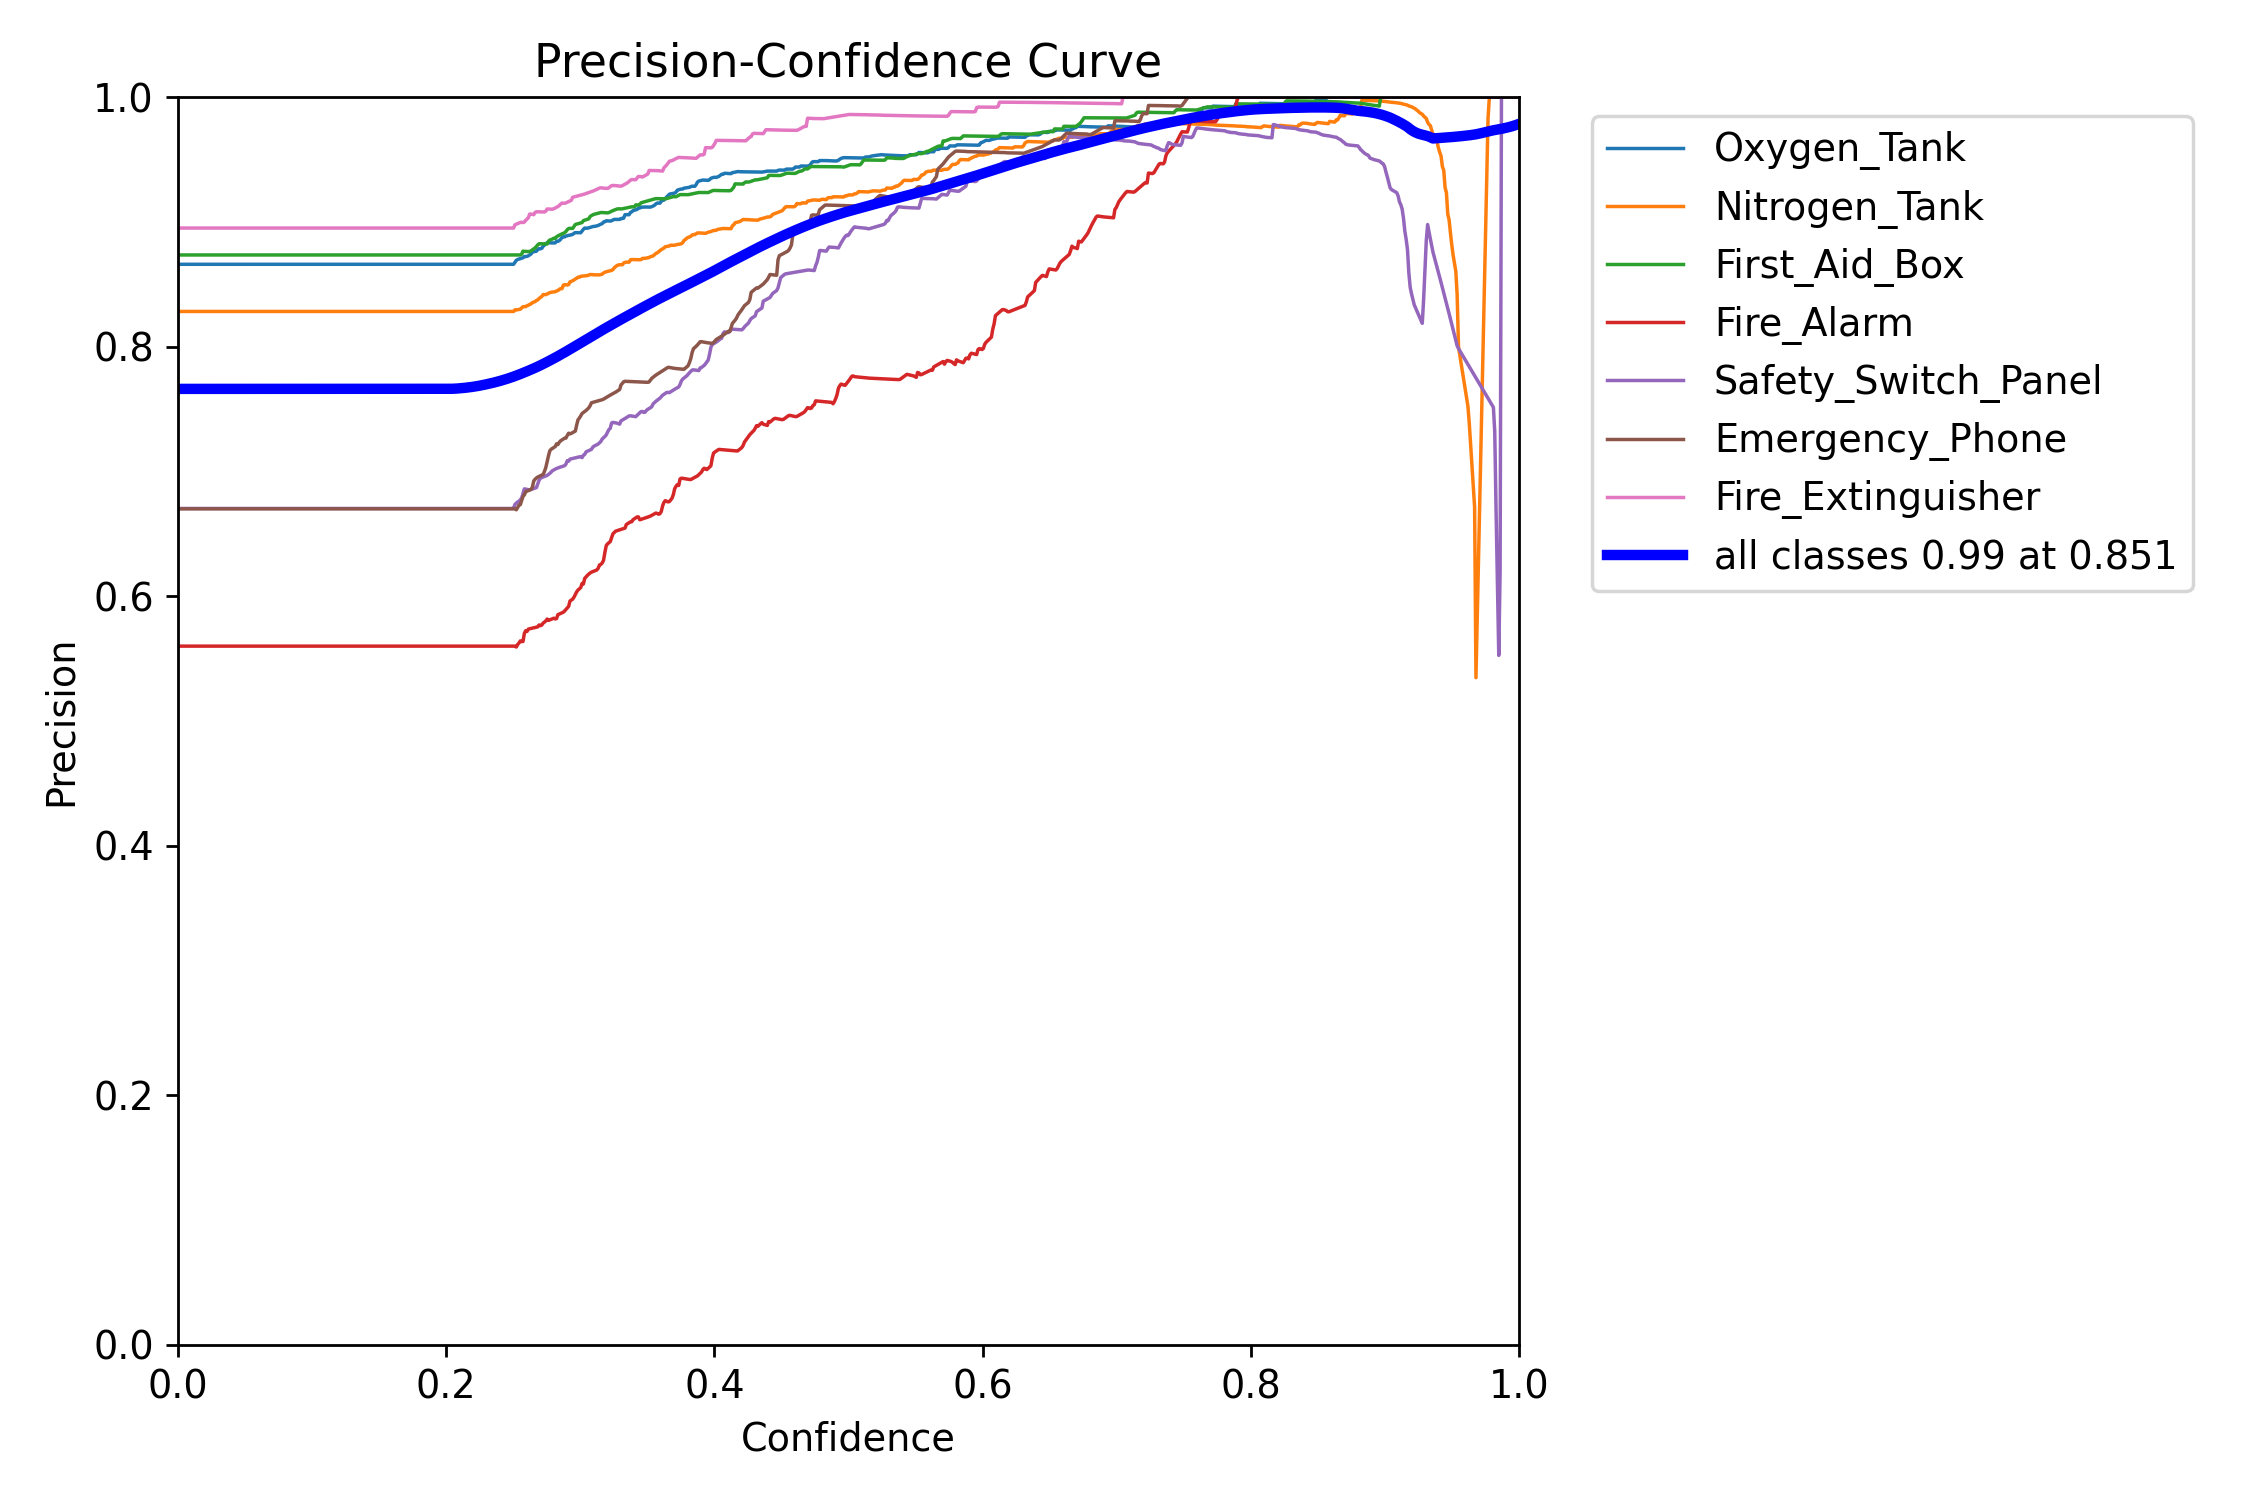 Precision-Confidence Curve
1.0
0.8
0.6
0.4
0.2
0.0
Precision
0.0 0.2 0.4 0.6 0.8 1.0
Confidence
Oxygen_Tank
Nitrogen_Tank
First_Aid_Box
Fire_Alarm
Safety_Switch_Panel
Emergency_Phone
Fire_Extinguisher
all classes 0.99 at 0.851